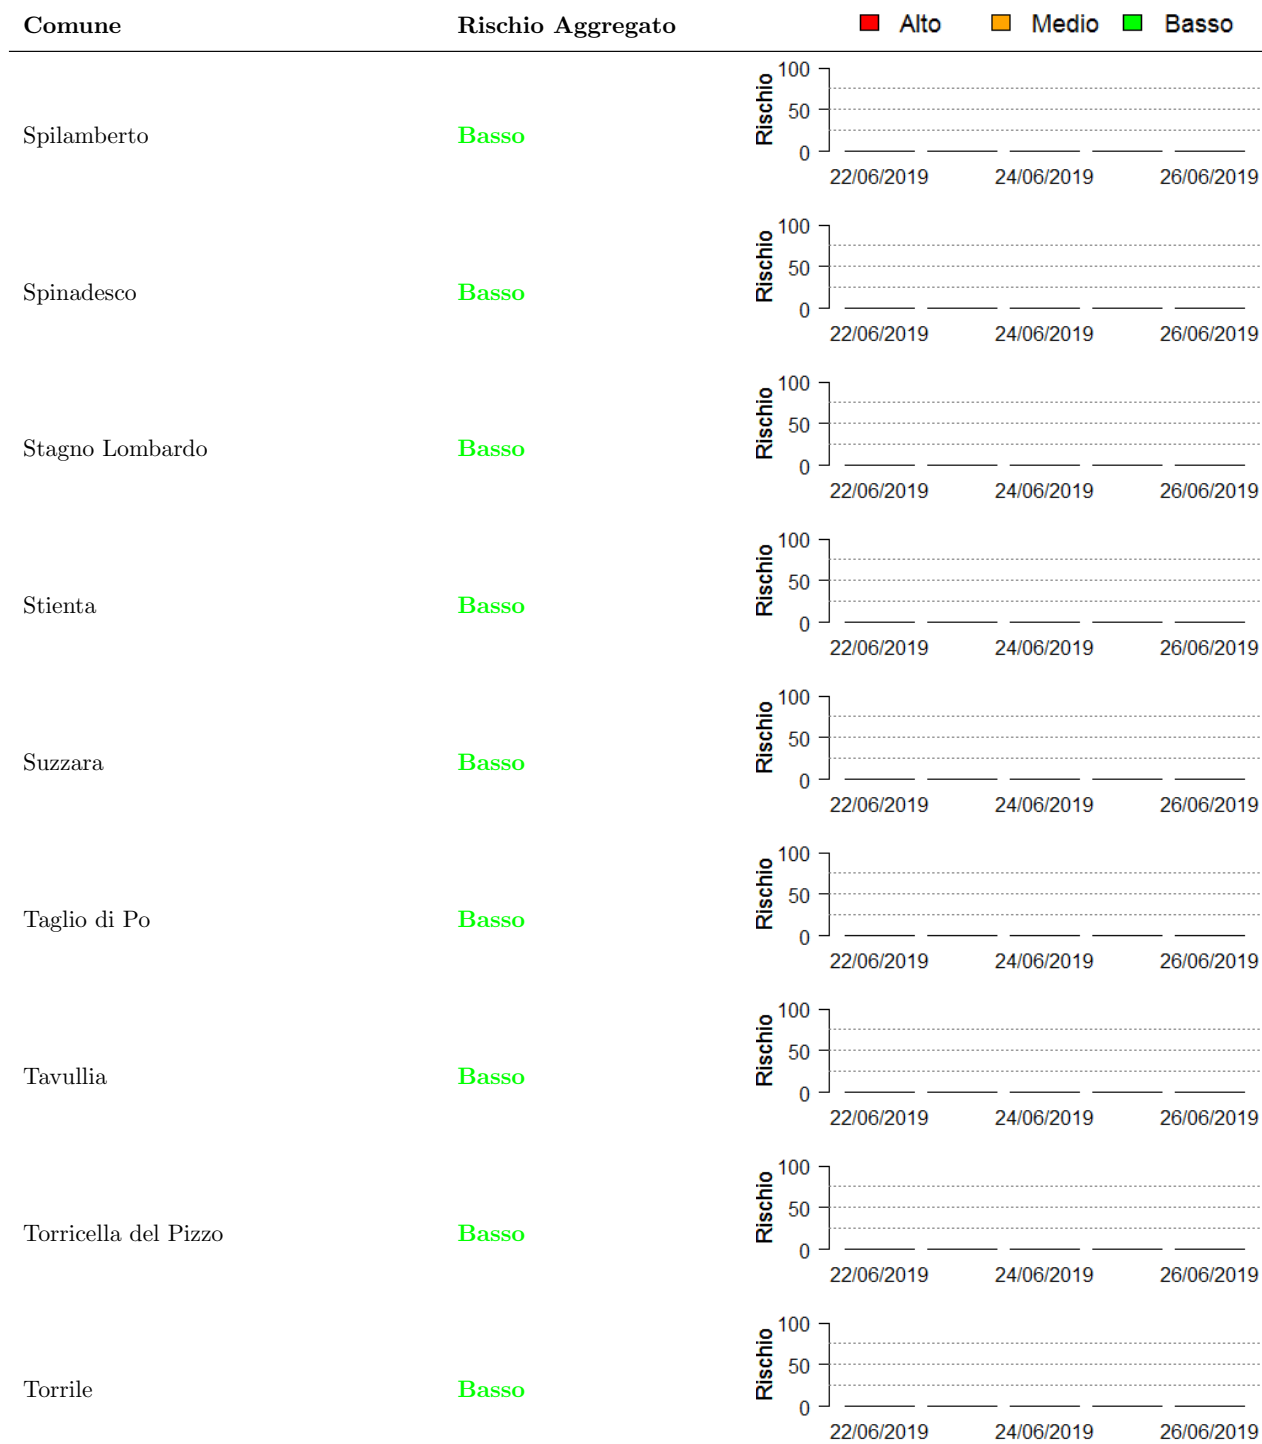 Comune Rischio Aggregato Alto Medio Basso
100
50
0
Rischio
Spilamberto Basso
22/06/2019 24/06/2019 26/06/2019
100
50
0
Rischio
Spinadesco Basso
22/06/2019 24/06/2019 26/06/2019
100
50
0
Rischio
Stagno Lombardo Basso
22/06/2019 24/06/2019 26/06/2019
100
50
0
Rischio
Stienta Basso
22/06/2019 24/06/2019 26/06/2019
100
50
0
Rischio
Suzzara Basso
22/06/2019 24/06/2019 26/06/2019
100
50
0
Rischio
Taglio di Po Basso
22/06/2019 24/06/2019 26/06/2019
100
50
0
Rischio
Tavullia Basso
22/06/2019 24/06/2019 26/06/2019
100
50
0
Rischio
Torricella del Pizzo Basso
22/06/2019 24/06/2019 26/06/2019
100
50
0
Rischio
Torrile Basso
22/06/2019 24/06/2019 26/06/2019